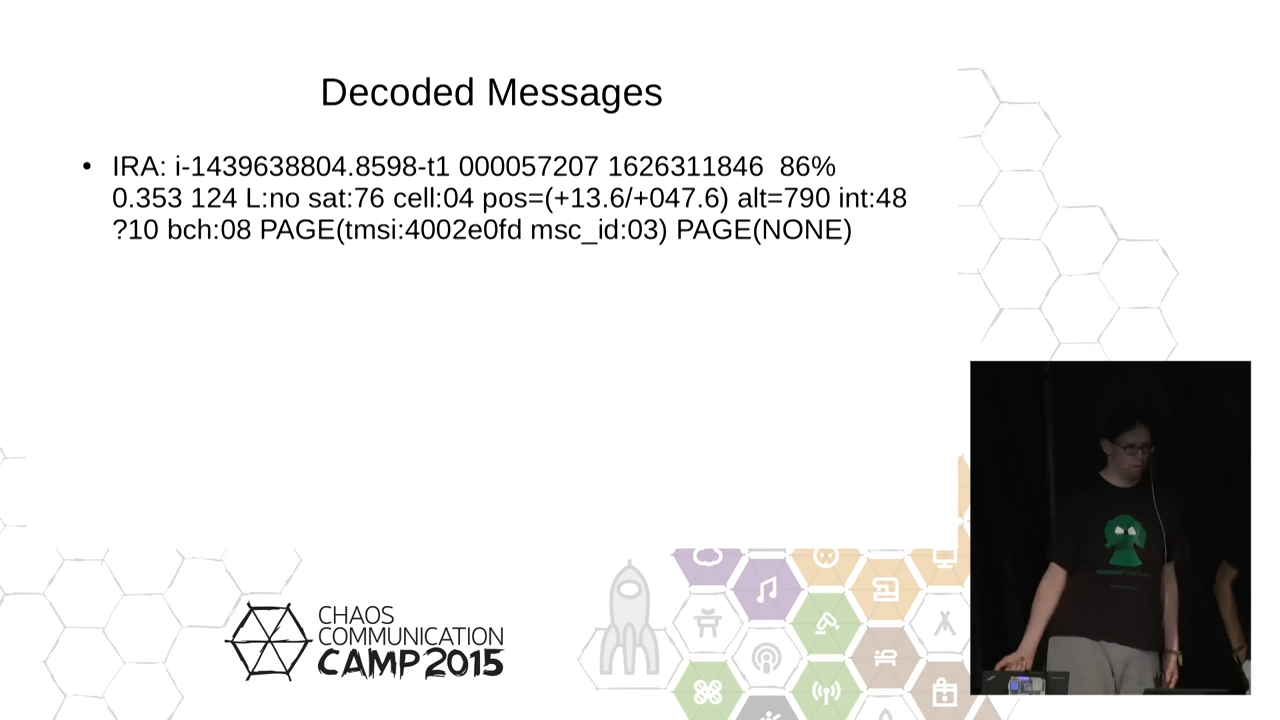 Decoded Messages
• IRA: i-1439638804.8598-t1 000057207 1626311846  86%
0.353 124 L:no sat:76 cell:04 pos=(+13.6/+047.6) alt=790 int:48
?10 bch:08 PAGE(tmsi:4002e0fd msc_id:03) PAGE(NONE)
CHAOS
COMMUNICATION
CAMP 2015